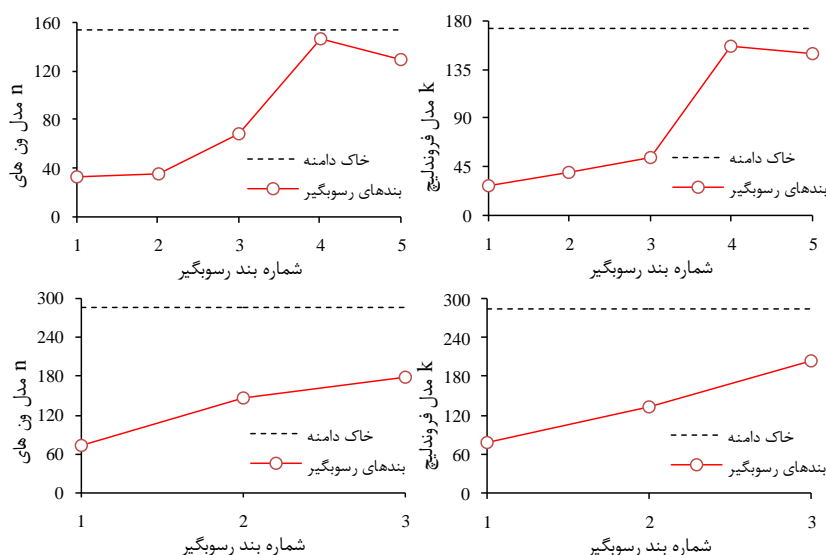 n مدل ون های
160
120
80
40
0
خاک دامنه
بندهای رسوبگیر
1 2 3 4 5
شماره بند رسوبگیر
k مدل فروندلیچ
180
135
90
45
0
خاک دامنه
بندهای رسوبگیر
1 2 3 4 5
شماره بند رسوبگیر
n مدل ون های
300
240
180
120
60
0
خاک دامنه
بندهای رسوبگیر
1 2 3
شماره بند رسوبگیر
k مدل فروندلیچ
300
240
180
120
60
0
خاک دامنه
بندهای رسوبگیر
1 2 3
شماره بند رسوبگیر